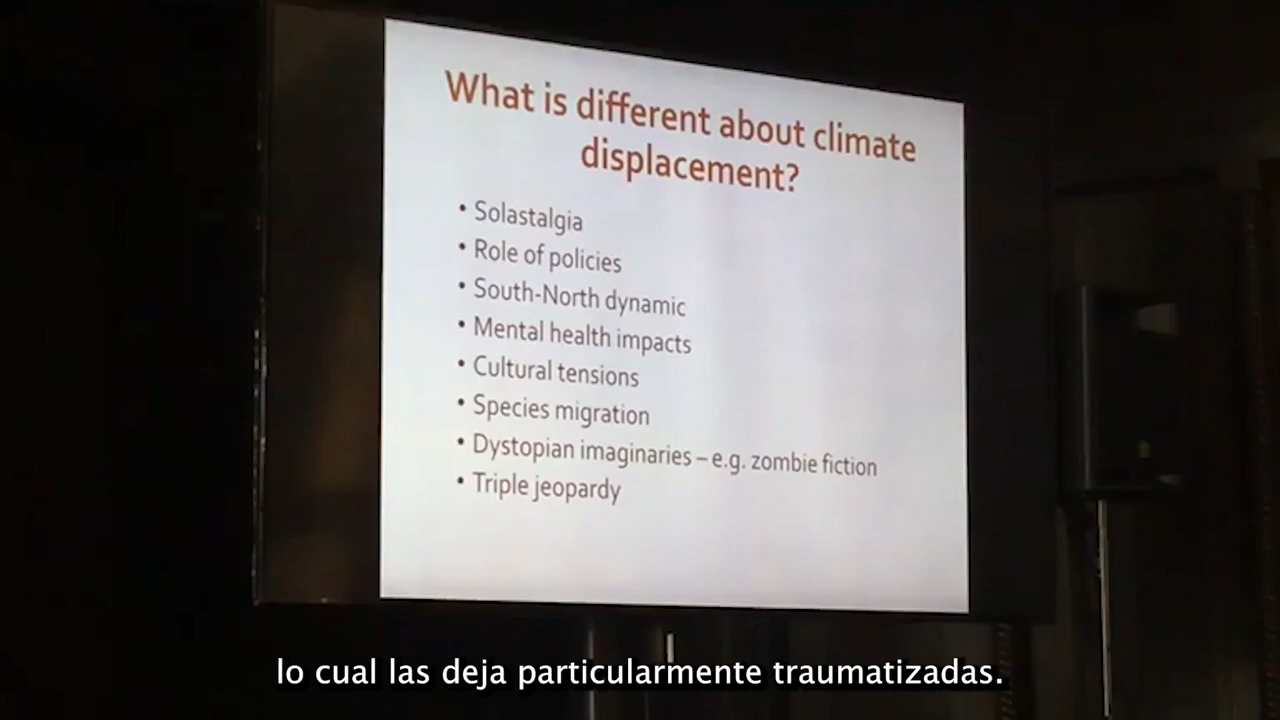 What is different about climate
displacement?
• Solastalgia
• Role of policies
• South-North dynamic
• Mental health impacts
• Cultural tensions
• Species migration
• Dystopian imaginaries – e.g. zombie fiction
• Triple jeopardy
lo cual las deja particularmente traumatizadas.